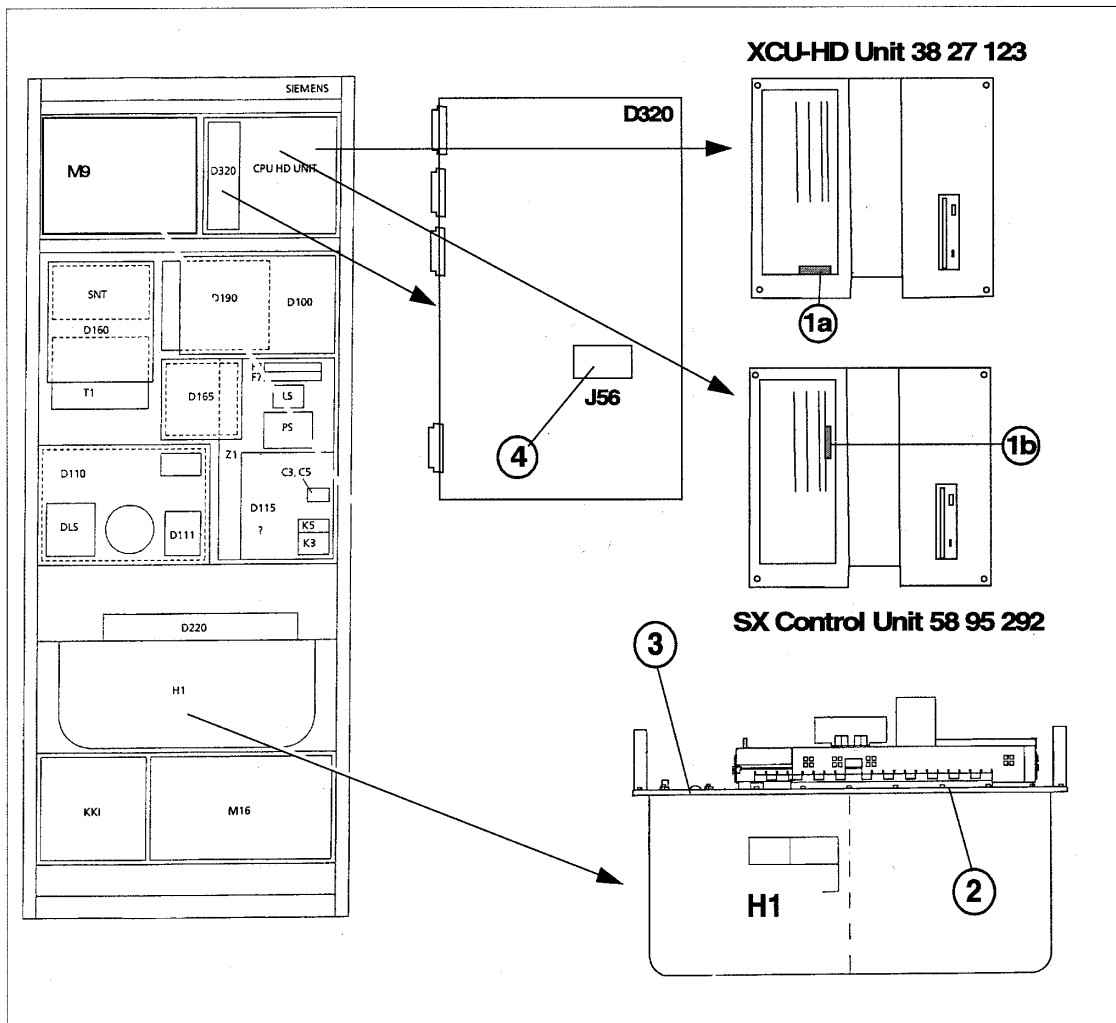 XCU-HD Unit 38 27 123
SIEMENS
M9
D320
CPU HD UNIT
D320
1a
SNT
D160
T1
D190
D100
D165
LS
PS
Z1
J56
4
1b
D110
DLS
D111
C3, C5
D115
?
K5
K3
SX Control Unit 58 95 292
D220
3
H1
KKI
M16
H1
2